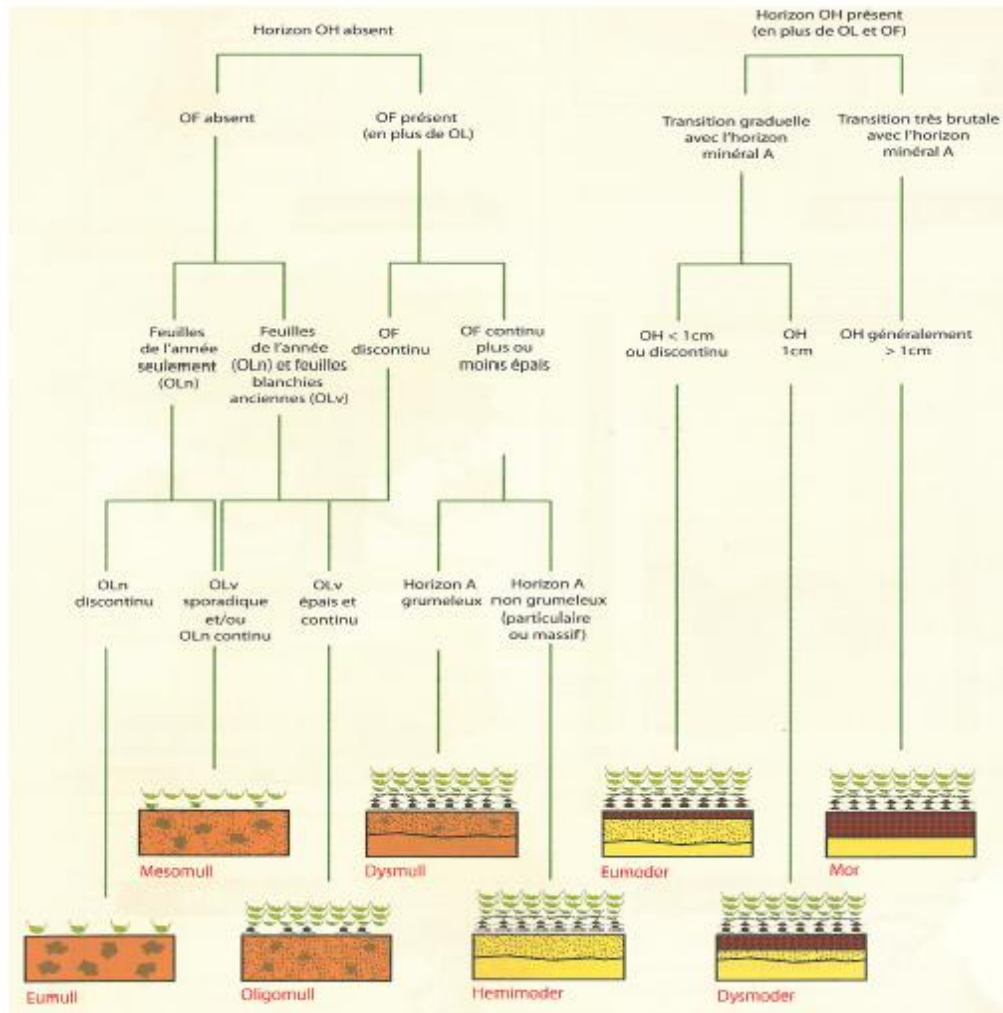 Horizon OH absent
Horizon OH présent
(en plus de OL et OF)
OF absent
OF présent
(en plus de OL)
Transition graduelle
avec l'horizon
minéral A
Transition très brutale
avec l'horizon
minéral A
Feuilles
de l'année
seulement
(OLn)
Feuilles
de l'année
(OLn) et feuilles
blanchies
anciennes (OLv)
OF
discontinu
OF continu
plus ou
moins épais
OH < 1cm
ou discontinu
OH
1cm
OH généralement
> 1cm
OLn
discontinu
OLv
sporadique
et/ou
OLn continu
OLv
épais et
continu
Horizon A
grumeleux
Horizon A
non grumeleux
(particulaire
ou massif)
Mesomull
Dysmull
Eumoder
Mor
Eumull
Oligomull
Hemimoder
Dysmoder